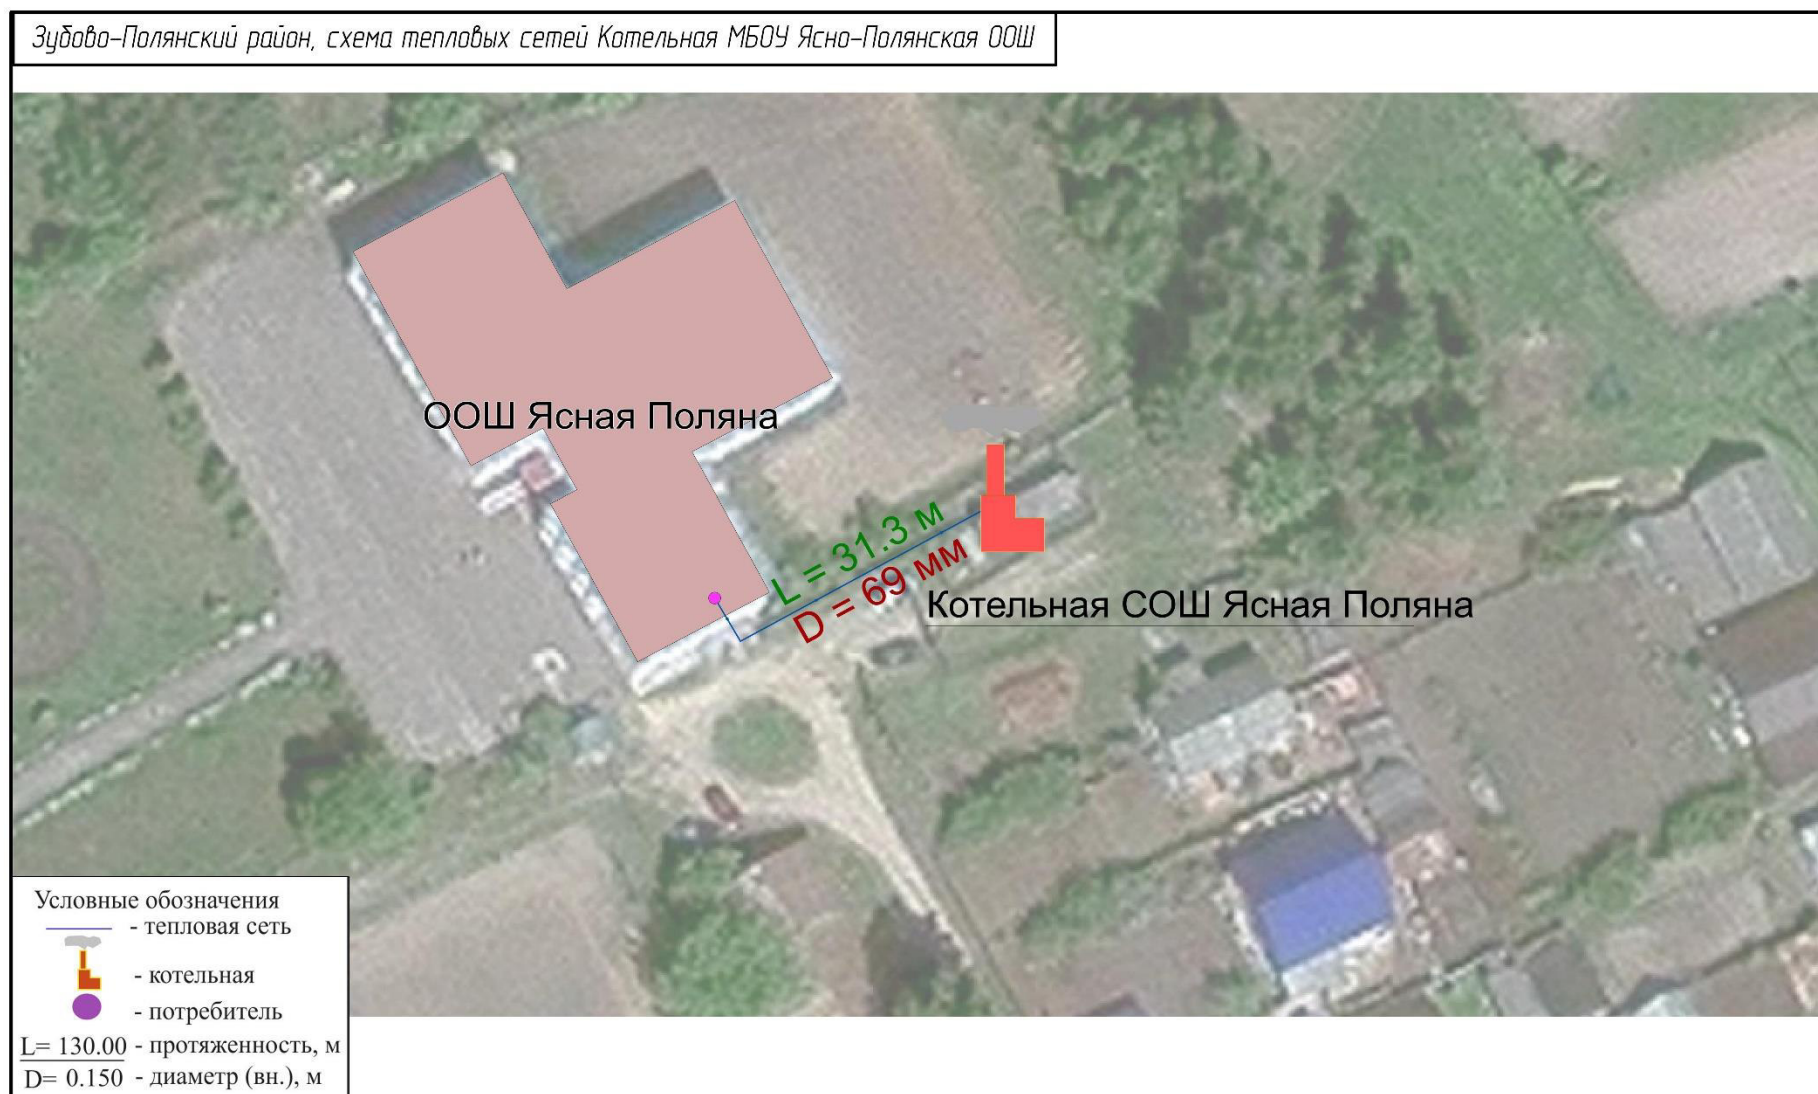 Зубово-Полянский район, схема тепловых сетей Котельная МБОУ Ясно-Полянская ООШ
ООШ Ясная Поляна
L = 31.3 м
D = 69 мм
Котельная СОШ Ясная Поляна
Условные обозначения
- тепловая сеть
- котельная
- потребитель
L= 130.00 - протяженность, м
D= 0.150 - диаметр (вн.), м